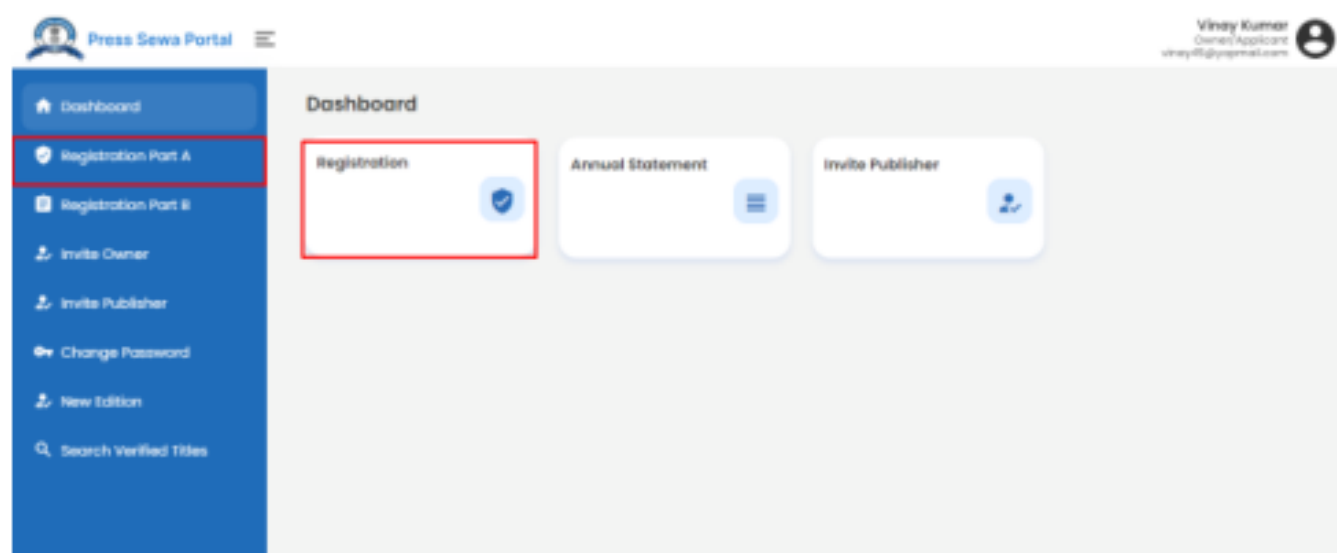 Press Sewa Portal
Vinay Kumar
Owner/Applicant
Dashboard
Registration Part A
Registration Part B
Invite Owner
Invite Publisher
Change Password
New Edition
Search Verified Titles
Dashboard
Registration
Annual Statement
Invite Publisher